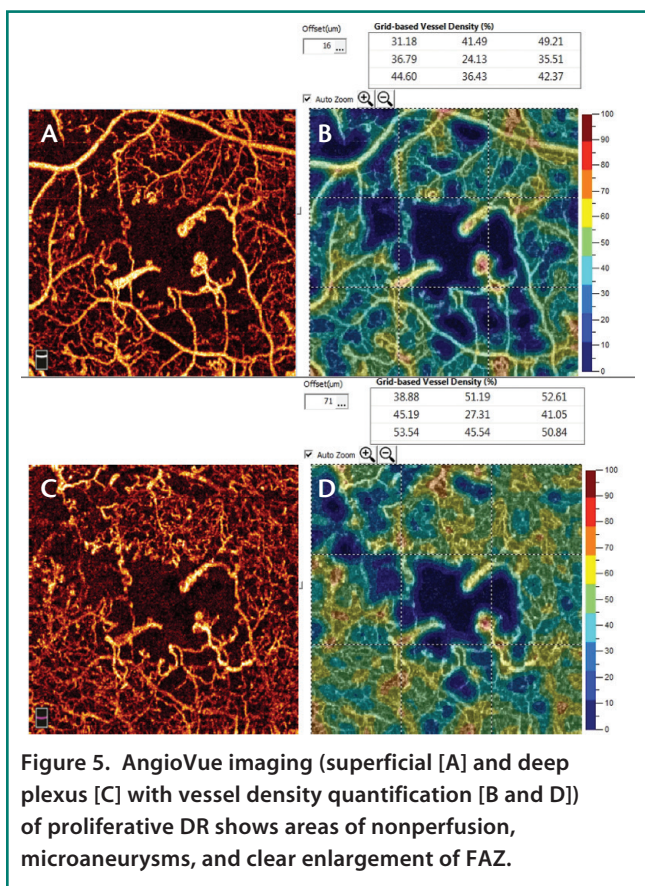 Offset(um)
16 ...
Grid-based Vessel Density (%)
31.18 41.49 49.21
36.79 24.13 35.51
44.60 36.43 42.37
Auto Zoom
A
B
100
90
80
70
60
50
40
30
20
10
0
Offset(um)
71 ...
Grid-based Vessel Density (%)
38.88 51.19 52.61
45.19 27.31 41.05
53.54 45.54 50.84
Auto Zoom
C
D
100
90
80
70
60
50
40
30
20
10
0
Figure 5. AngioVue imaging (superficial [A] and deep
plexus [C] with vessel density quantification [B and D])
of proliferative DR shows areas of nonperfusion,
microaneurysms, and clear enlargement of FAZ.